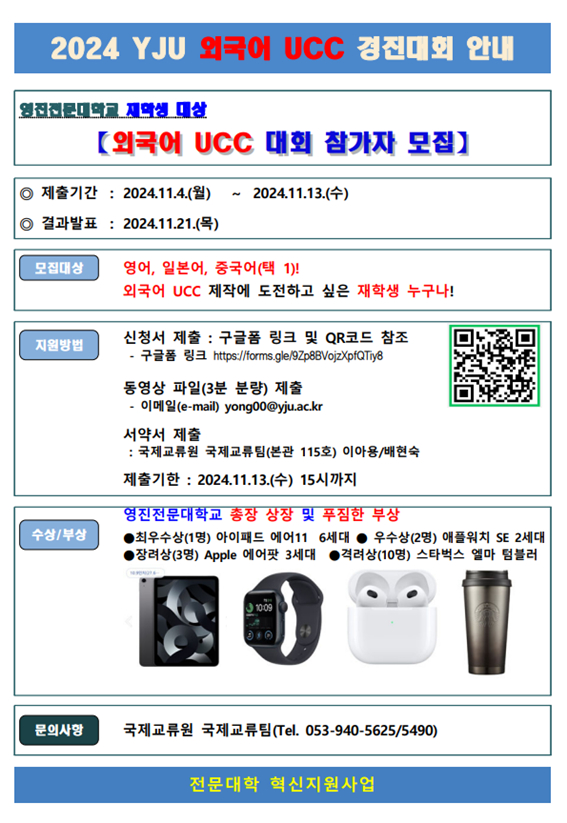 2024 YJU 외국어 UCC 경진대회 안내
영진전문대학교 재학생 대상
【외국어 UCC 대회 참가자 모집】
◎ 제출기간 : 2024.11.4.(월) ~ 2024.11.13.(수)
◎ 결과발표 : 2024.11.21.(목)
모집대상
영어, 일본어, 중국어(택 1)!
외국어 UCC 제작에 도전하고 싶은 재학생 누구나!
지원방법
신청서 제출 : 구글폼 링크 및 QR코드 참조
- 구글폼 링크 https://forms.gle/9Zp8BVojzXpfQTiy8
동영상 파일(3분 분량) 제출
- 이메일(e-mail) yong00@yju.ac.kr
서약서 제출
: 국제교류원 국제교류팀(본관 115호) 이아용/배현숙
제출기한 : 2024.11.13.(수) 15시까지
수상/부상
영진전문대학교 총장 상장 및 푸짐한 부상
●최우수상(1명) 아이패드 에어11 6세대 ● 우수상(2명) 애플워치 SE 2세대
●장려상(3명) Apple 에어팟 3세대 ●격려상(10명) 스타벅스 엘마 텀블러
10:09
문의사항
국제교류원 국제교류팀(Tel. 053-940-5625/5490)
전문대학 혁신지원사업